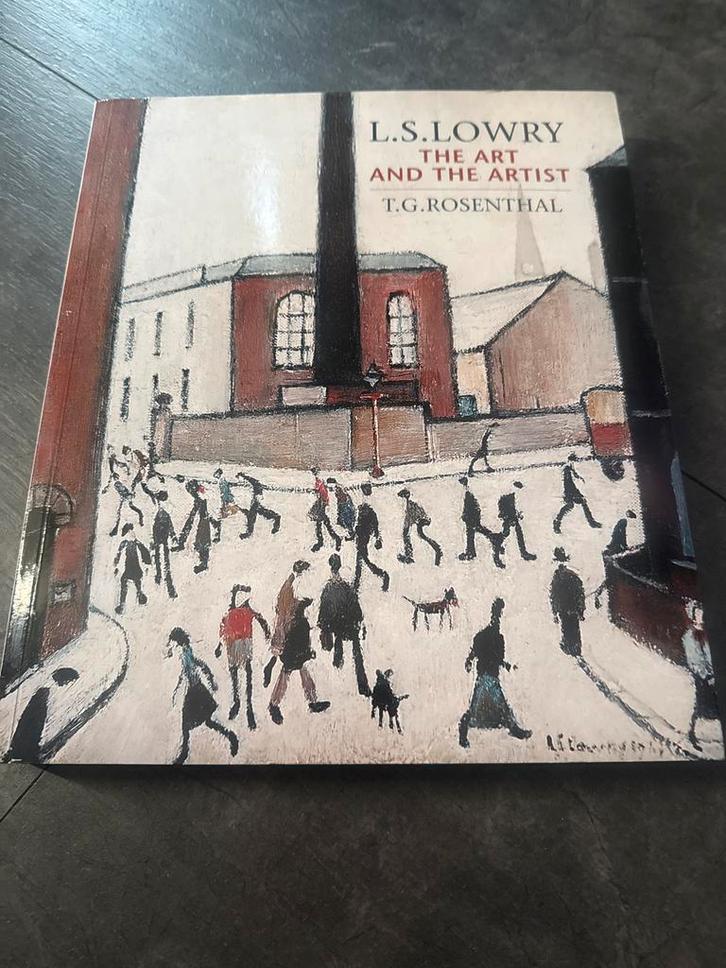 L.S.LOWRY
THE ART
AND THE ARTIST
T.G.ROSENTHAL